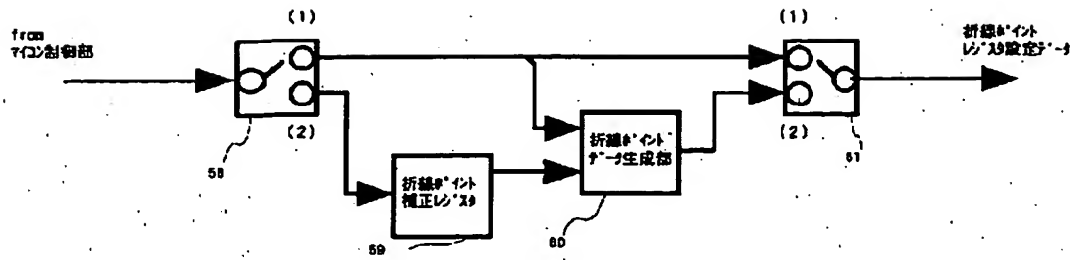 from
マイコン制御部
(1)
(1)
折線ポイント
レジスタ設定データ
(2)
(2)
58
折線ポイント
補正レジスタ
59
折線ポイント
データ生成部
60
61